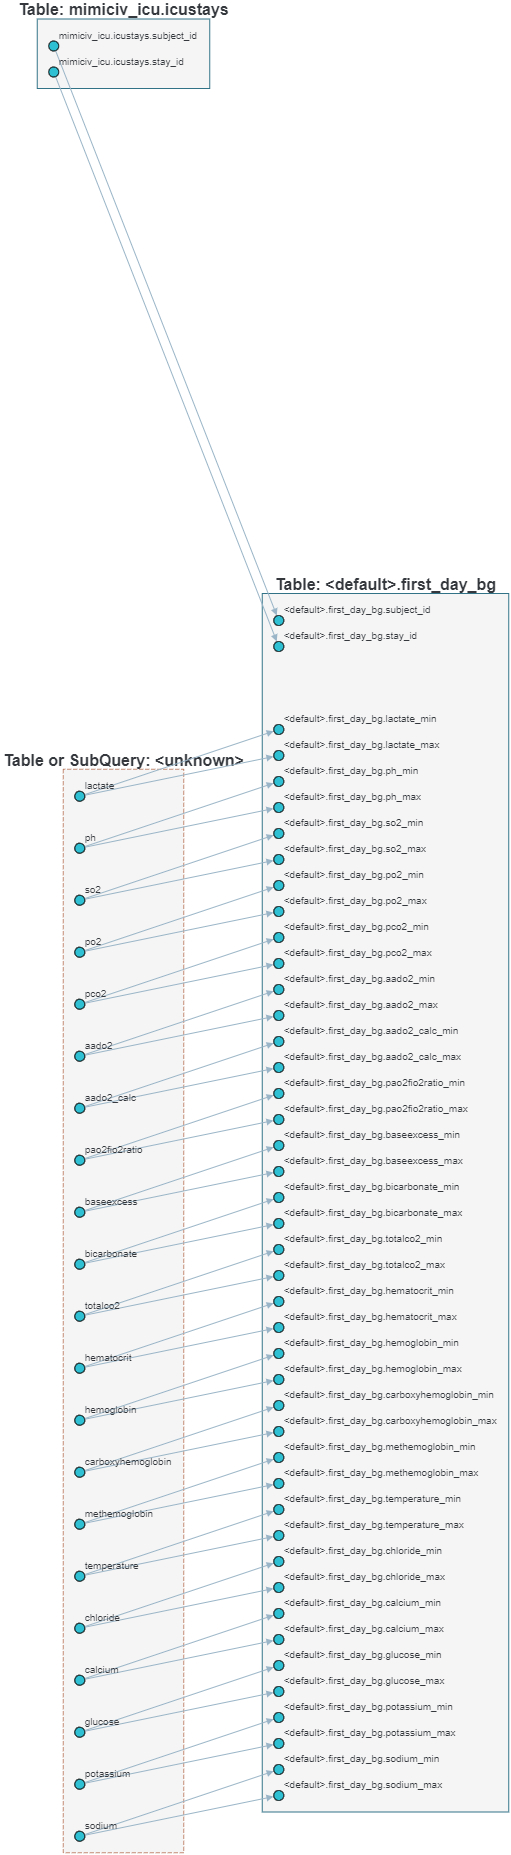 Table: mimiciv_icu.icustays
mimiciv_icu.icustays.subject_id
mimiciv_icu.icustays.stay_id
Table: <default>.first_day_bg
<default>.first_day_bg.subject_id
<default>.first_day_bg.stay_id
<default>.first_day_bg.lactate_min
<default>.first_day_bg.lactate_max
<default>.first_day_bg.ph_min
<default>.first_day_bg.ph_max
<default>.first_day_bg.so2_min
<default>.first_day_bg.so2_max
<default>.first_day_bg.po2_min
<default>.first_day_bg.po2_max
<default>.first_day_bg.pco2_min
<default>.first_day_bg.pco2_max
<default>.first_day_bg.aado2_min
<default>.first_day_bg.aado2_max
<default>.first_day_bg.aado2_calc_min
<default>.first_day_bg.aado2_calc_max
<default>.first_day_bg.pao2fio2ratio_min
<default>.first_day_bg.pao2fio2ratio_max
<default>.first_day_bg.baseexcess_min
<default>.first_day_bg.baseexcess_max
<default>.first_day_bg.bicarbonate_min
<default>.first_day_bg.bicarbonate_max
<default>.first_day_bg.totalco2_min
<default>.first_day_bg.totalco2_max
<default>.first_day_bg.hematocrit_min
<default>.first_day_bg.hematocrit_max
<default>.first_day_bg.hemoglobin_min
<default>.first_day_bg.hemoglobin_max
<default>.first_day_bg.carboxyhemoglobin_min
<default>.first_day_bg.carboxyhemoglobin_max
<default>.first_day_bg.methemoglobin_min
<default>.first_day_bg.methemoglobin_max
<default>.first_day_bg.temperature_min
<default>.first_day_bg.temperature_max
<default>.first_day_bg.chloride_min
<default>.first_day_bg.chloride_max
<default>.first_day_bg.calcium_min
<default>.first_day_bg.calcium_max
<default>.first_day_bg.glucose_min
<default>.first_day_bg.glucose_max
<default>.first_day_bg.potassium_min
<default>.first_day_bg.potassium_max
<default>.first_day_bg.sodium_min
<default>.first_day_bg.sodium_max
Table or SubQuery: <unknown>
lactate
ph
so2
po2
pco2
aado2
aado2_calc
pao2fio2ratio
baseexcess
bicarbonate
totalco2
hematocrit
hemoglobin
carboxyhemoglobin
methemoglobin
temperature
chloride
calcium
glucose
potassium
sodium